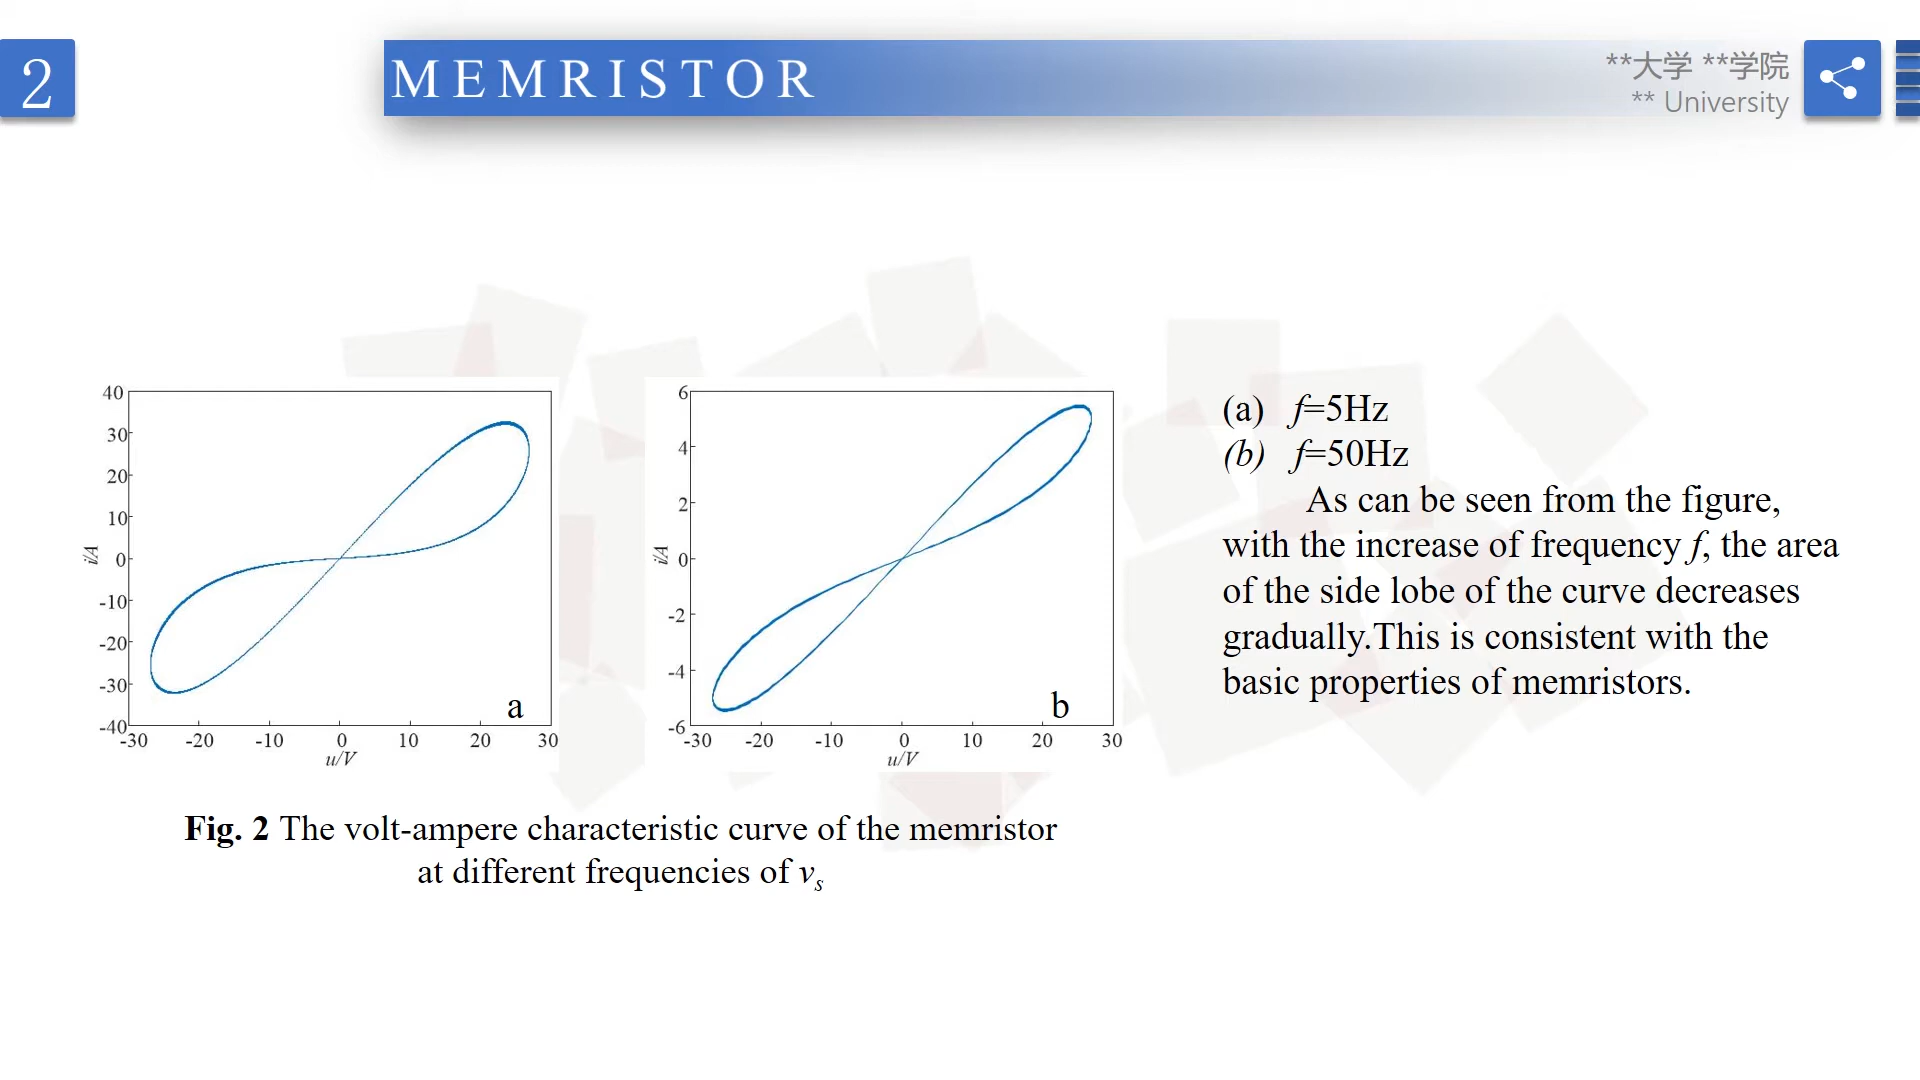 2
MEMRISTOR
**大学 **学院
** University
40
30
20
10
0
-10
-20
-30
-40
i/A
-30 -20 -10 0 10 20 30
u/V
a
6
4
2
0
-2
-4
-6
i/A
-30 -20 -10 0 10 20 30
u/V
b
(a) f=5Hz
(b) f=50Hz
As can be seen from the figure,
with the increase of frequency f, the area
of the side lobe of the curve decreases
gradually.This is consistent with the
basic properties of memristors.
Fig. 2 The volt-ampere characteristic curve of the memristor
at different frequencies of vs